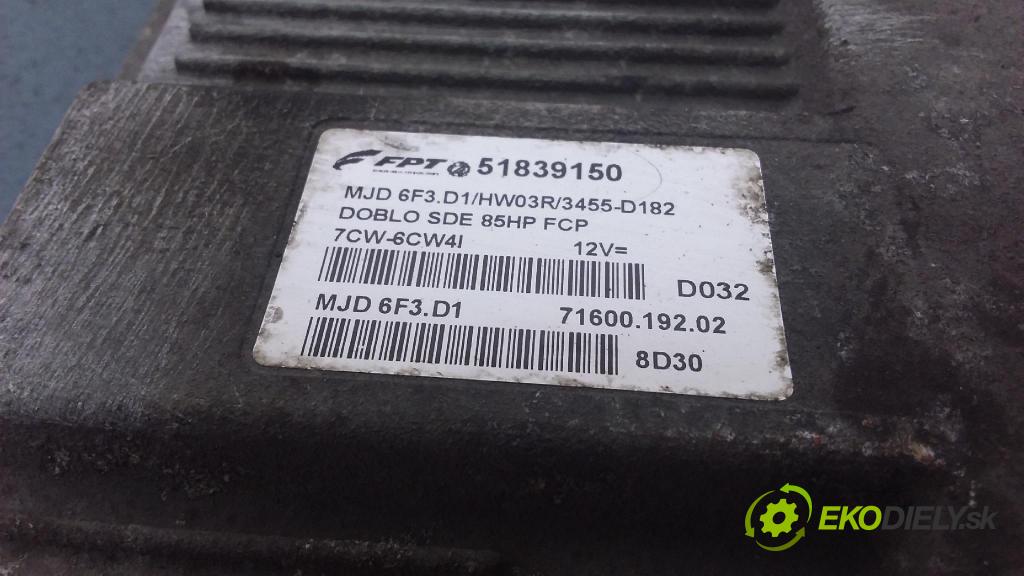 FPT 51839150
MJD 6F3.D1/HW03R/3455-D182
DOBLO SDE 85HP FCP
7CW-6CW4I 12V=
D032
MJD 6F3.D1 71600.192.02
8D30
EKODIELY.sk